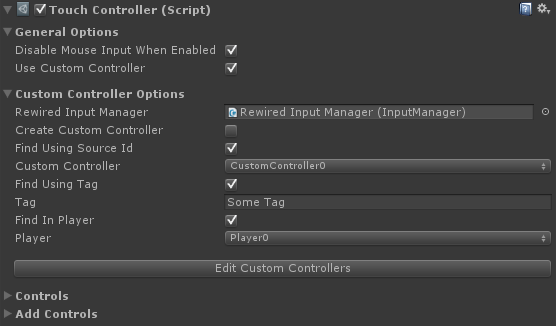 Touch Controller (Script)
General Options
Disable Mouse Input When Enabled
Use Custom Controller
Custom Controller Options
Rewired Input Manager Rewired Input Manager (InputManager)
Create Custom Controller
Find Using Source Id
Custom Controller CustomController0
Find Using Tag
Tag Some Tag
Find In Player
Player Player0
Edit Custom Controllers
Controls
Add Controls